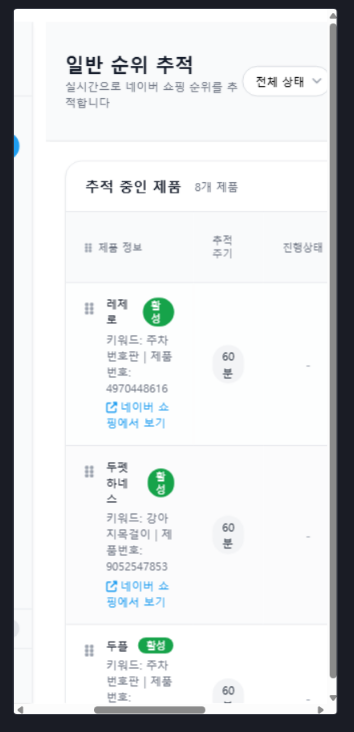 일반 순위 추적
실시간으로 네이버 쇼핑 순위를 추
적합니다
전체 상태
추적 중인 제품 8개 제품
제품 정보
추적
주기
진행상태
레제
로
활
성
키워드: 주차
번호판 | 제품
번호:
4970448616
네이버 쇼
핑에서 보기
60
분
-
두펫
하네
스
활
성
키워드: 강아
지목걸이 | 제
품번호:
9052547853
네이버 쇼
핑에서 보기
60
분
-
두플 활성
키워드: 주차
번호판 | 제품
번호:
60
분
-